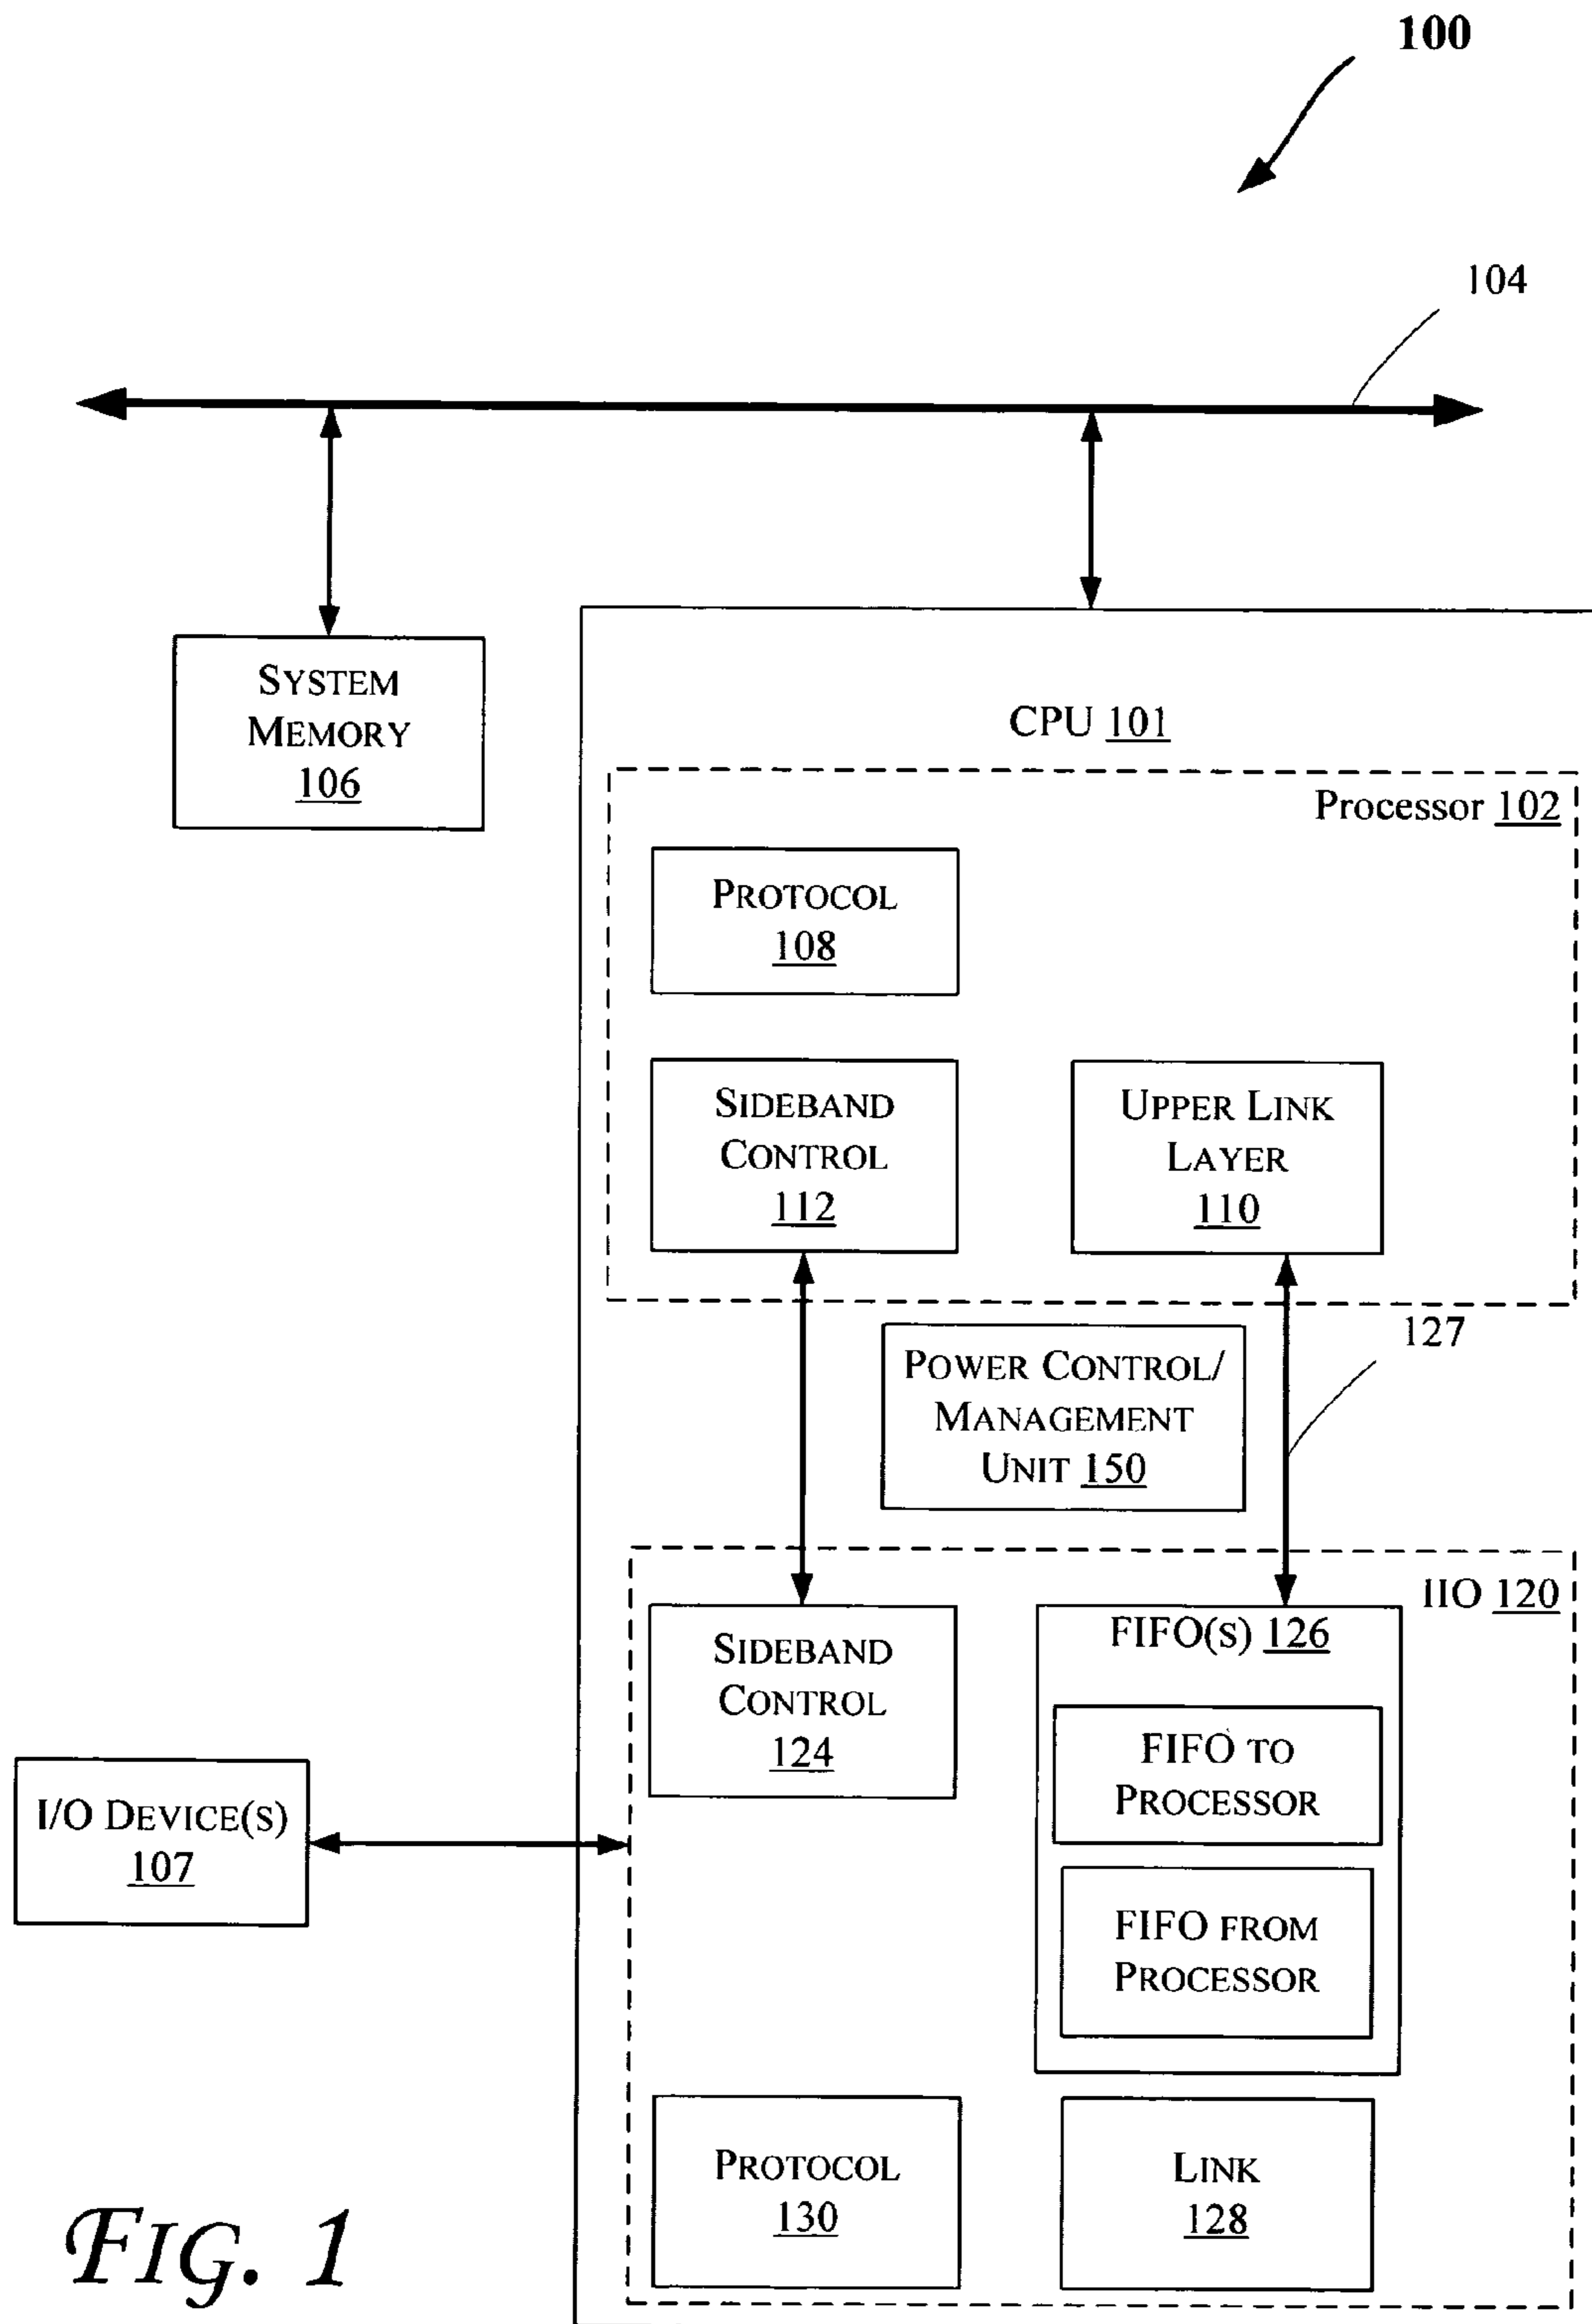 100
104
SYSTEM
MEMORY
106
CPU 101
Processor 102
PROTOCOL
108
SIDEBAND
CONTROL
112
UPPER LINK
LAYER
110
127
POWER CONTROL/
MANAGEMENT
UNIT 150
IIO 120
SIDEBAND
CONTROL
124
FIFO(S) 126
FIFO TO
PROCESSOR
FIFO FROM
PROCESSOR
I/O DEVICE(S)
107
PROTOCOL
130
LINK
128
FIG. 1